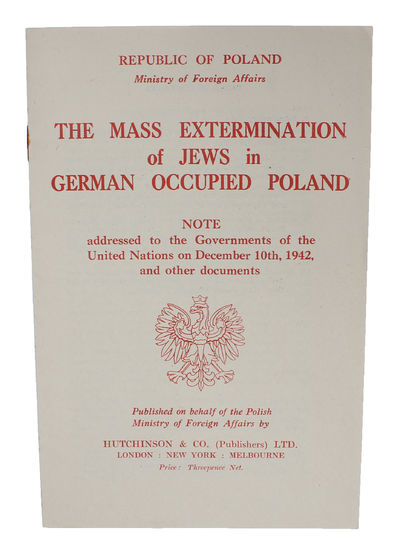 REPUBLIC OF POLAND
Ministry of Foreign Affairs
THE MASS EXTERMINATION
of JEWS in
GERMAN OCCUPIED POLAND
NOTE
addressed to the Governments of the
United Nations on December 10th, 1942,
and other documents
Published on behalf of the Polish
Ministry of Foreign Affairs by
HUTCHINSON & CO. (Publishers) LTD.
LONDON : NEW YORK : MELBOURNE
Price: Threepence Net.